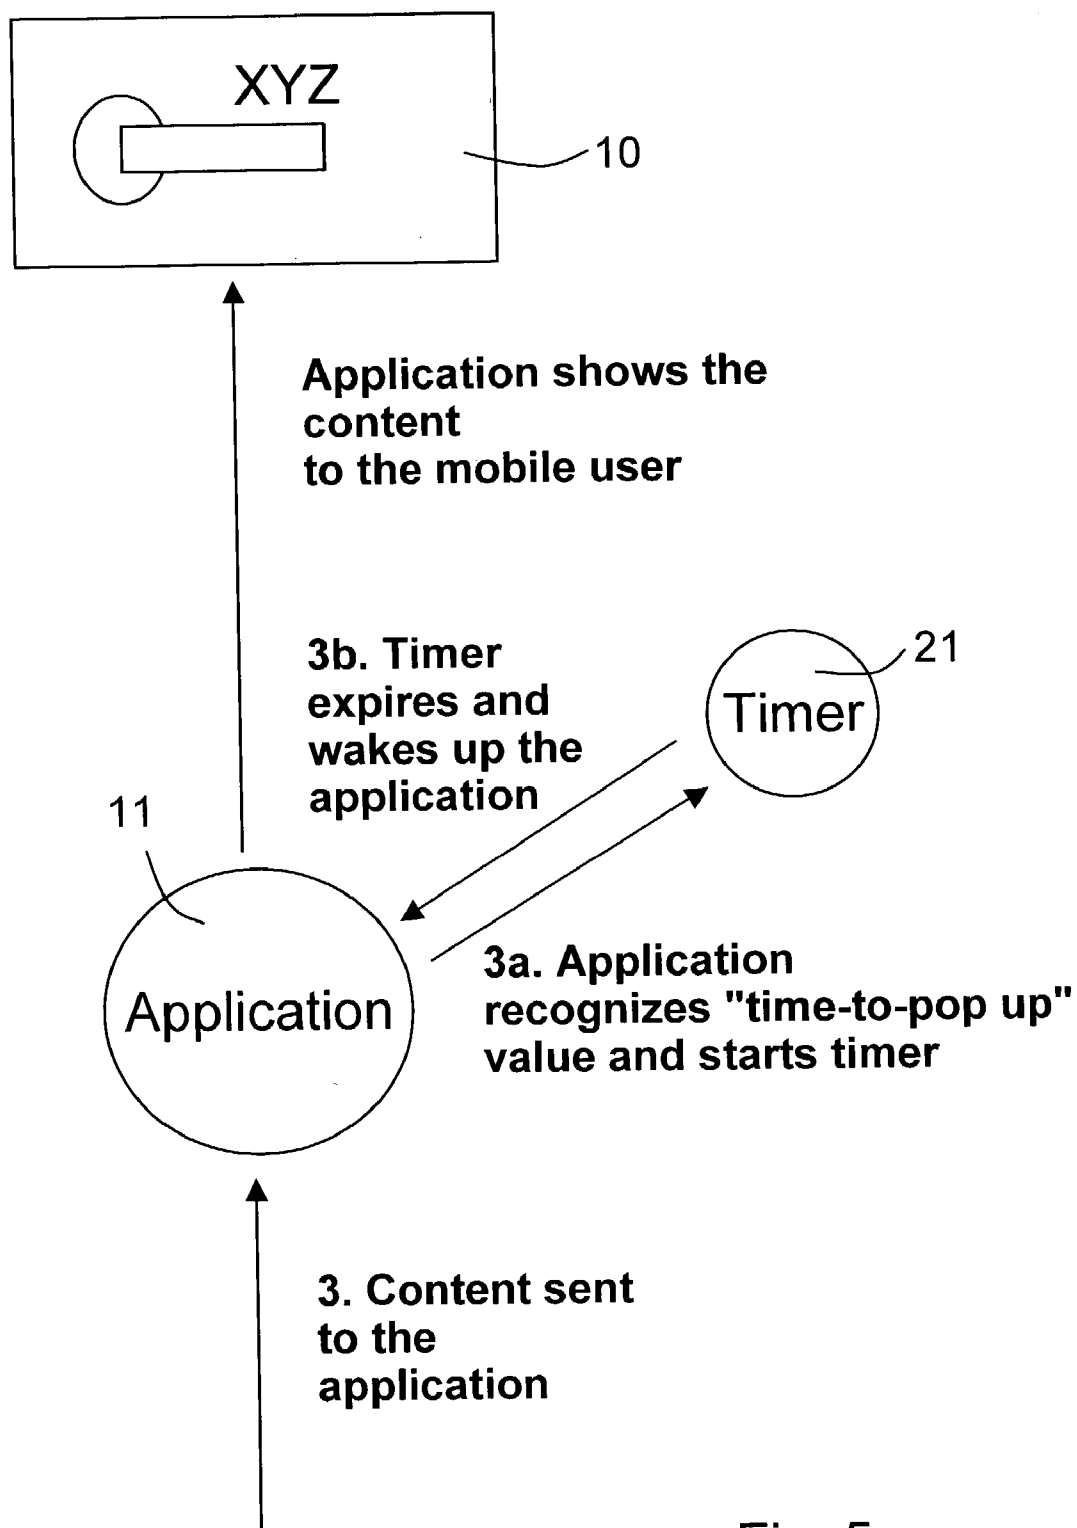 XYZ
10
Application shows the
content
to the mobile user
3b. Timer
expires and
wakes up the
application
21
Timer
11
Application
3a. Application
recognizes "time-to-pop up"
value and starts timer
3. Content sent
to the
application